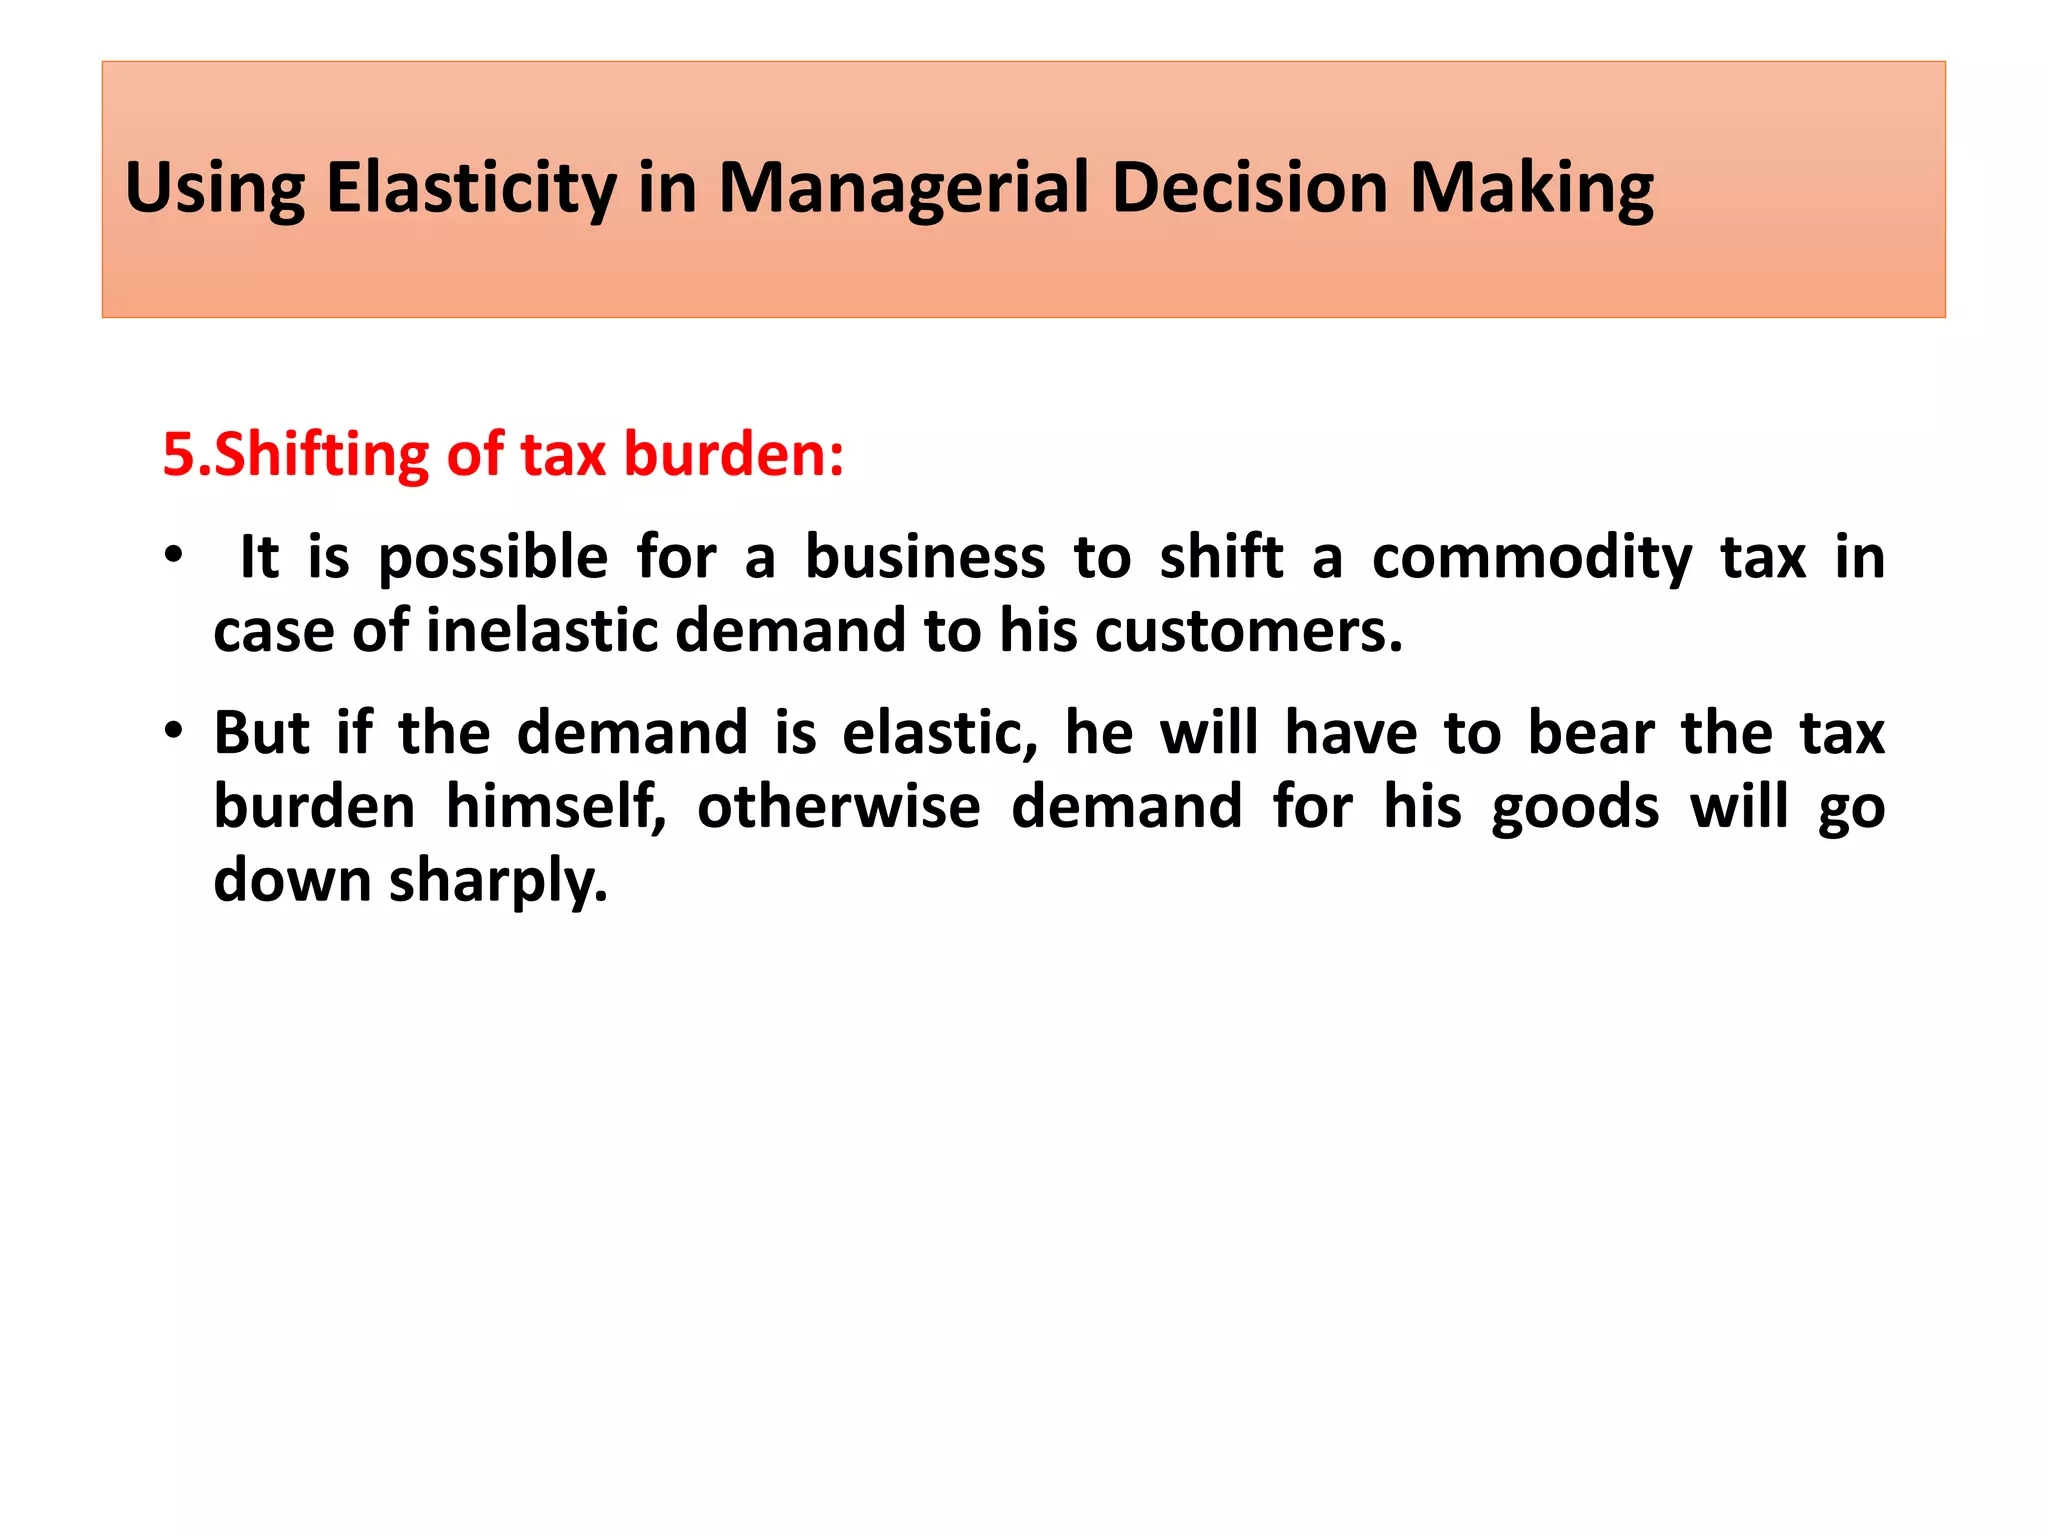 Using Elasticity in Managerial Decision Making
5.Shifting of tax burden:
• It is possible for a business to shift a commodity tax in
case of inelastic demand to his customers.
• But if the demand is elastic, he will have to bear the tax
burden himself, otherwise demand for his goods will go
down sharply.